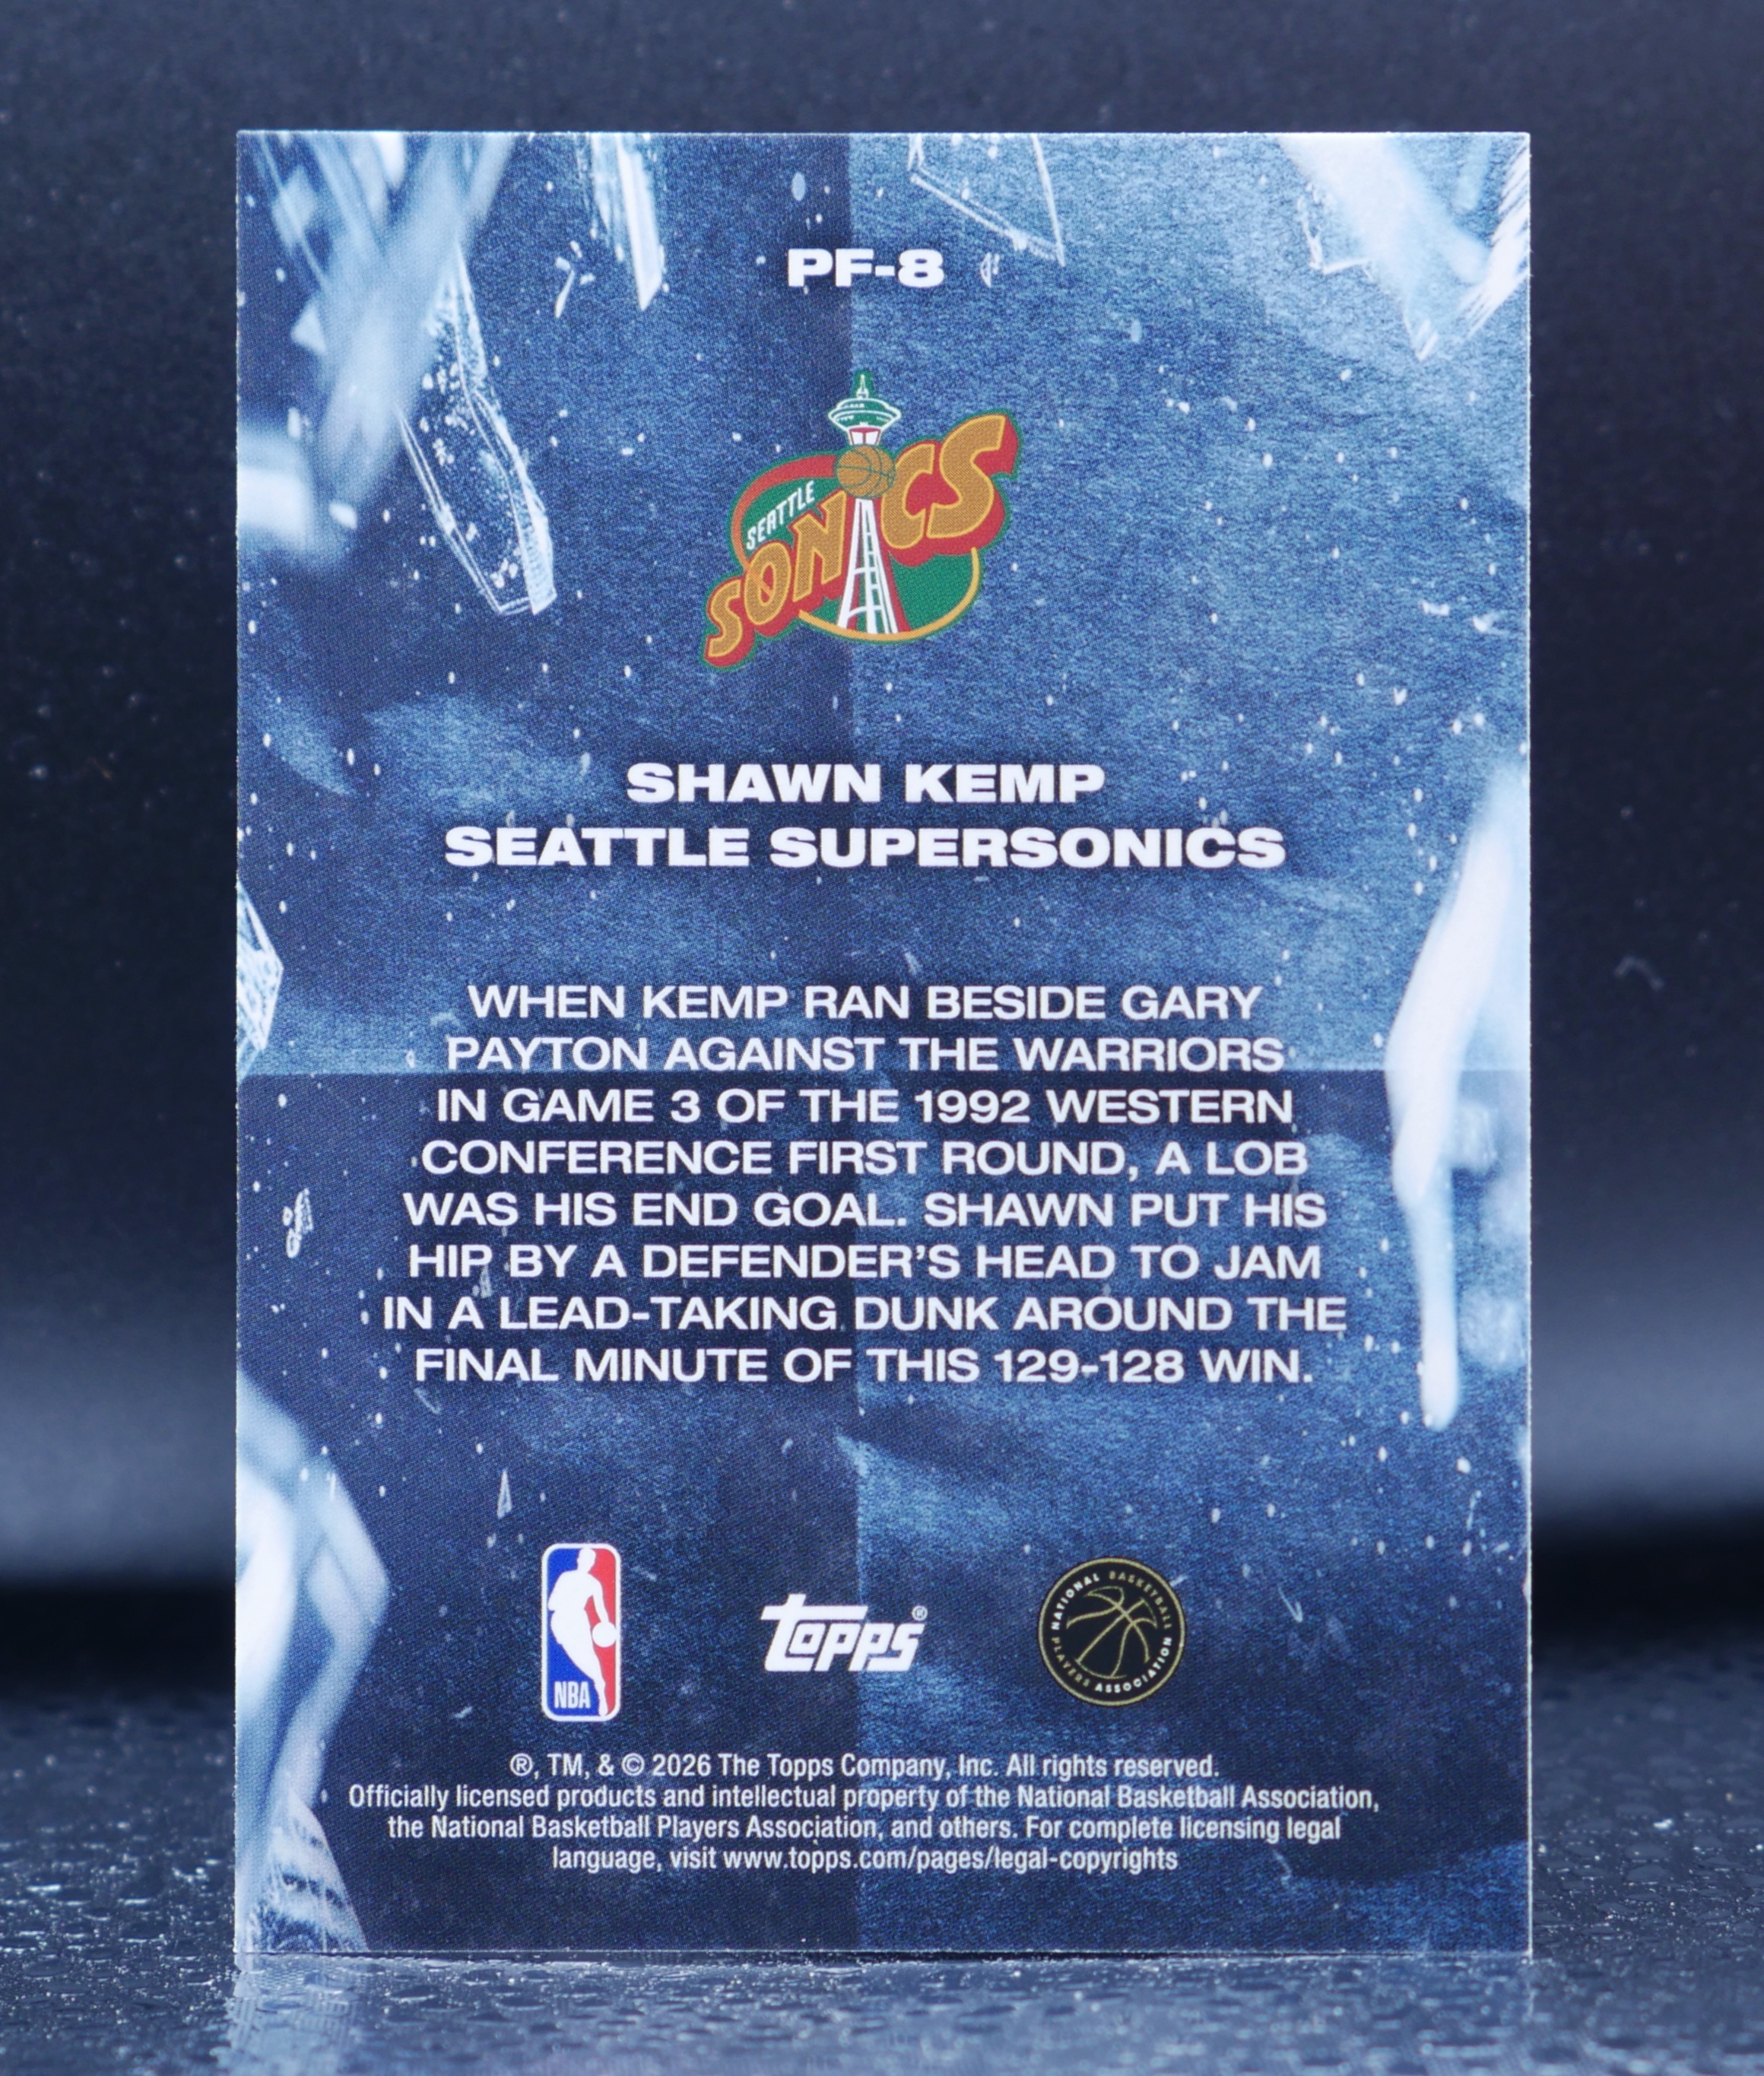 PF-8
SEATTLE
SONICS
SHAWN KEMP
SEATTLE SUPERSONICS
WHEN KEMP RAN BESIDE GARY
PAYTON AGAINST THE WARRIORS
IN GAME 3 OF THE 1992 WESTERN
CONFERENCE FIRST ROUND, A LOB
WAS HIS END GOAL. SHAWN PUT HIS
HIP BY A DEFENDER'S HEAD TO JAM
IN A LEAD-TAKING DUNK AROUND THE
FINAL MINUTE OF THIS 129-128 WIN.
NBA
topps®
NATIONAL BASKETBALL PLAYERS ASSOCIATION
®, TM, & © 2026 The Topps Company, Inc. All rights reserved.
Officially licensed products and intellectual property of the National Basketball Association,
the National Basketball Players Association, and others. For complete licensing legal
language, visit www.topps.com/pages/legal-copyrights